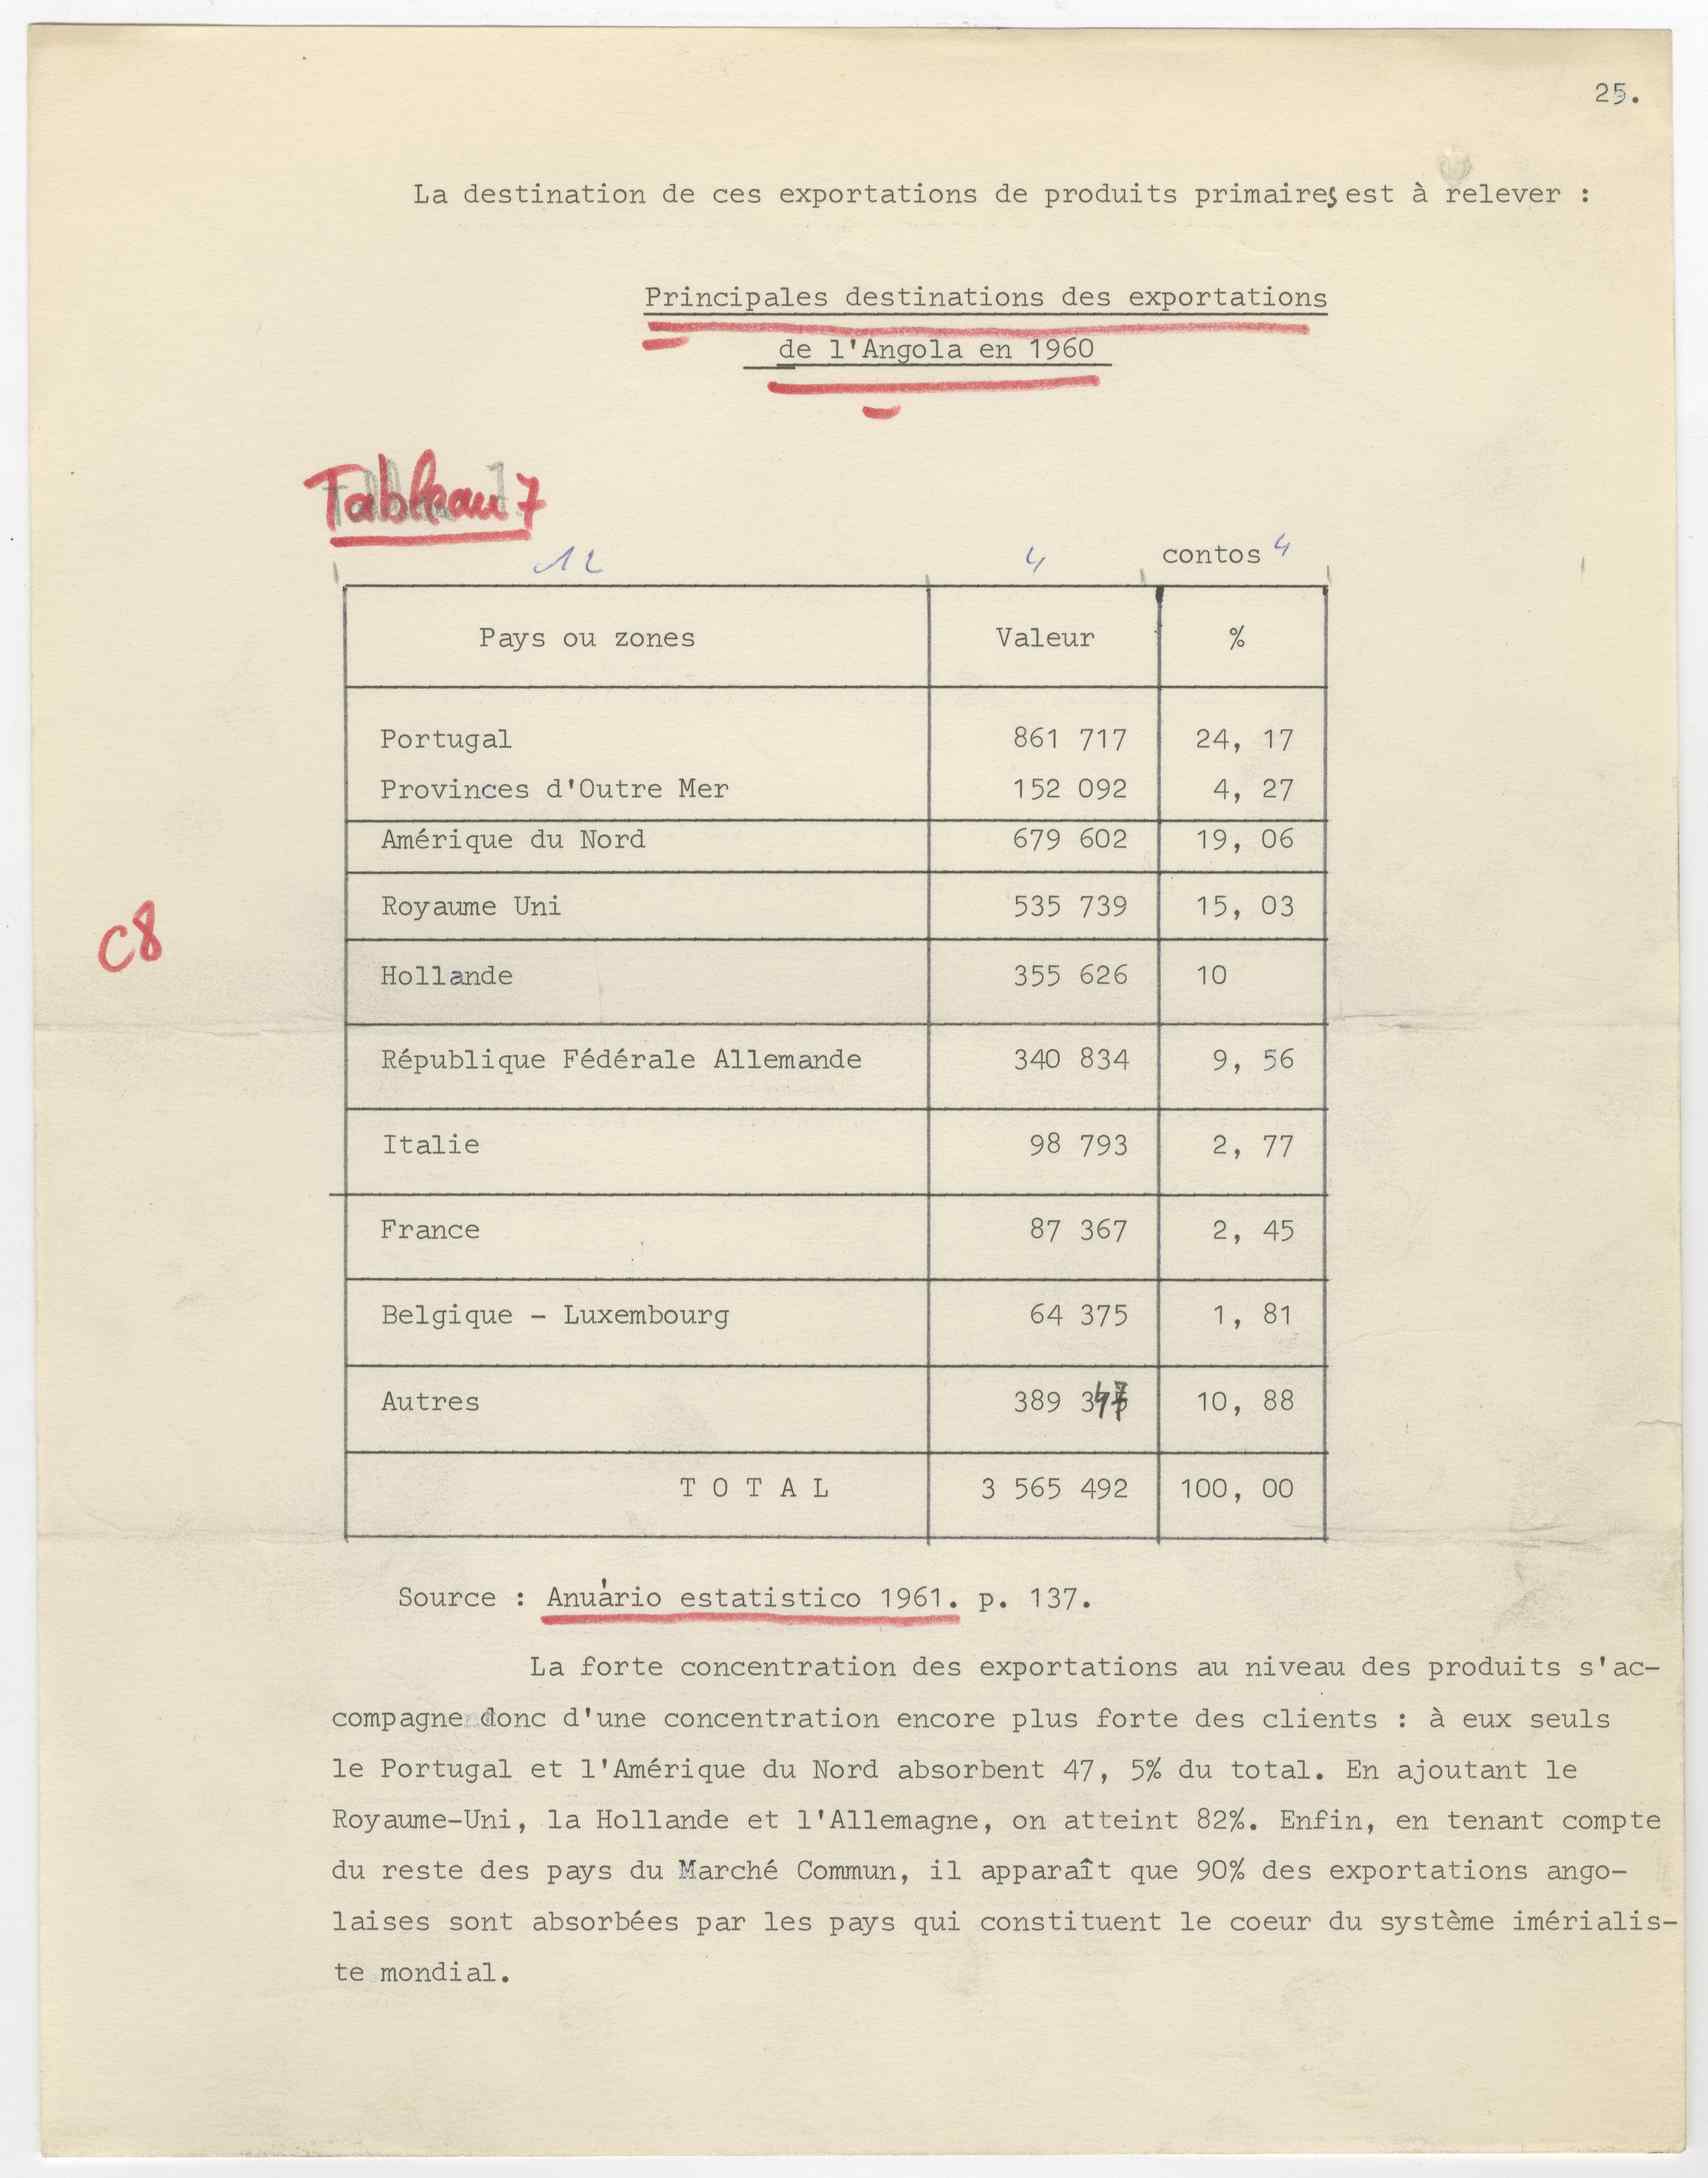 25.
La destination de ces exportations de produits primaires est à relever :
Principales destinations des exportations
de l'Angola en 1960
Tableau 7
12 4 contos 4
Pays ou zones Valeur %
Portugal 861 717 24, 17
Provinces d'Outre Mer 152 092 4, 27
Amérique du Nord 679 602 19, 06
Royaume Uni 535 739 15, 03
Hollande 355 626 10
République Fédérale Allemande 340 834 9, 56
Italie 98 793 2, 77
France 87 367 2, 45
Belgique - Luxembourg 64 375 1, 81
Autres 389 347 10, 88
T O T A L 3 565 492 100, 00
C8
Source : Anuàrio estatistico 1961. p. 137.
La forte concentration des exportations au niveau des produits s'ac-
compagne donc d'une concentration encore plus forte des clients : à eux seuls
le Portugal et l'Amérique du Nord absorbent 47, 5% du total. En ajoutant le
Royaume-Uni, la Hollande et l'Allemagne, on atteint 82%. Enfin, en tenant compte
du reste des pays du Marché Commun, il apparaît que 90% des exportations ango-
laises sont absorbées par les pays qui constituent le coeur du système imérialis-
te mondial.